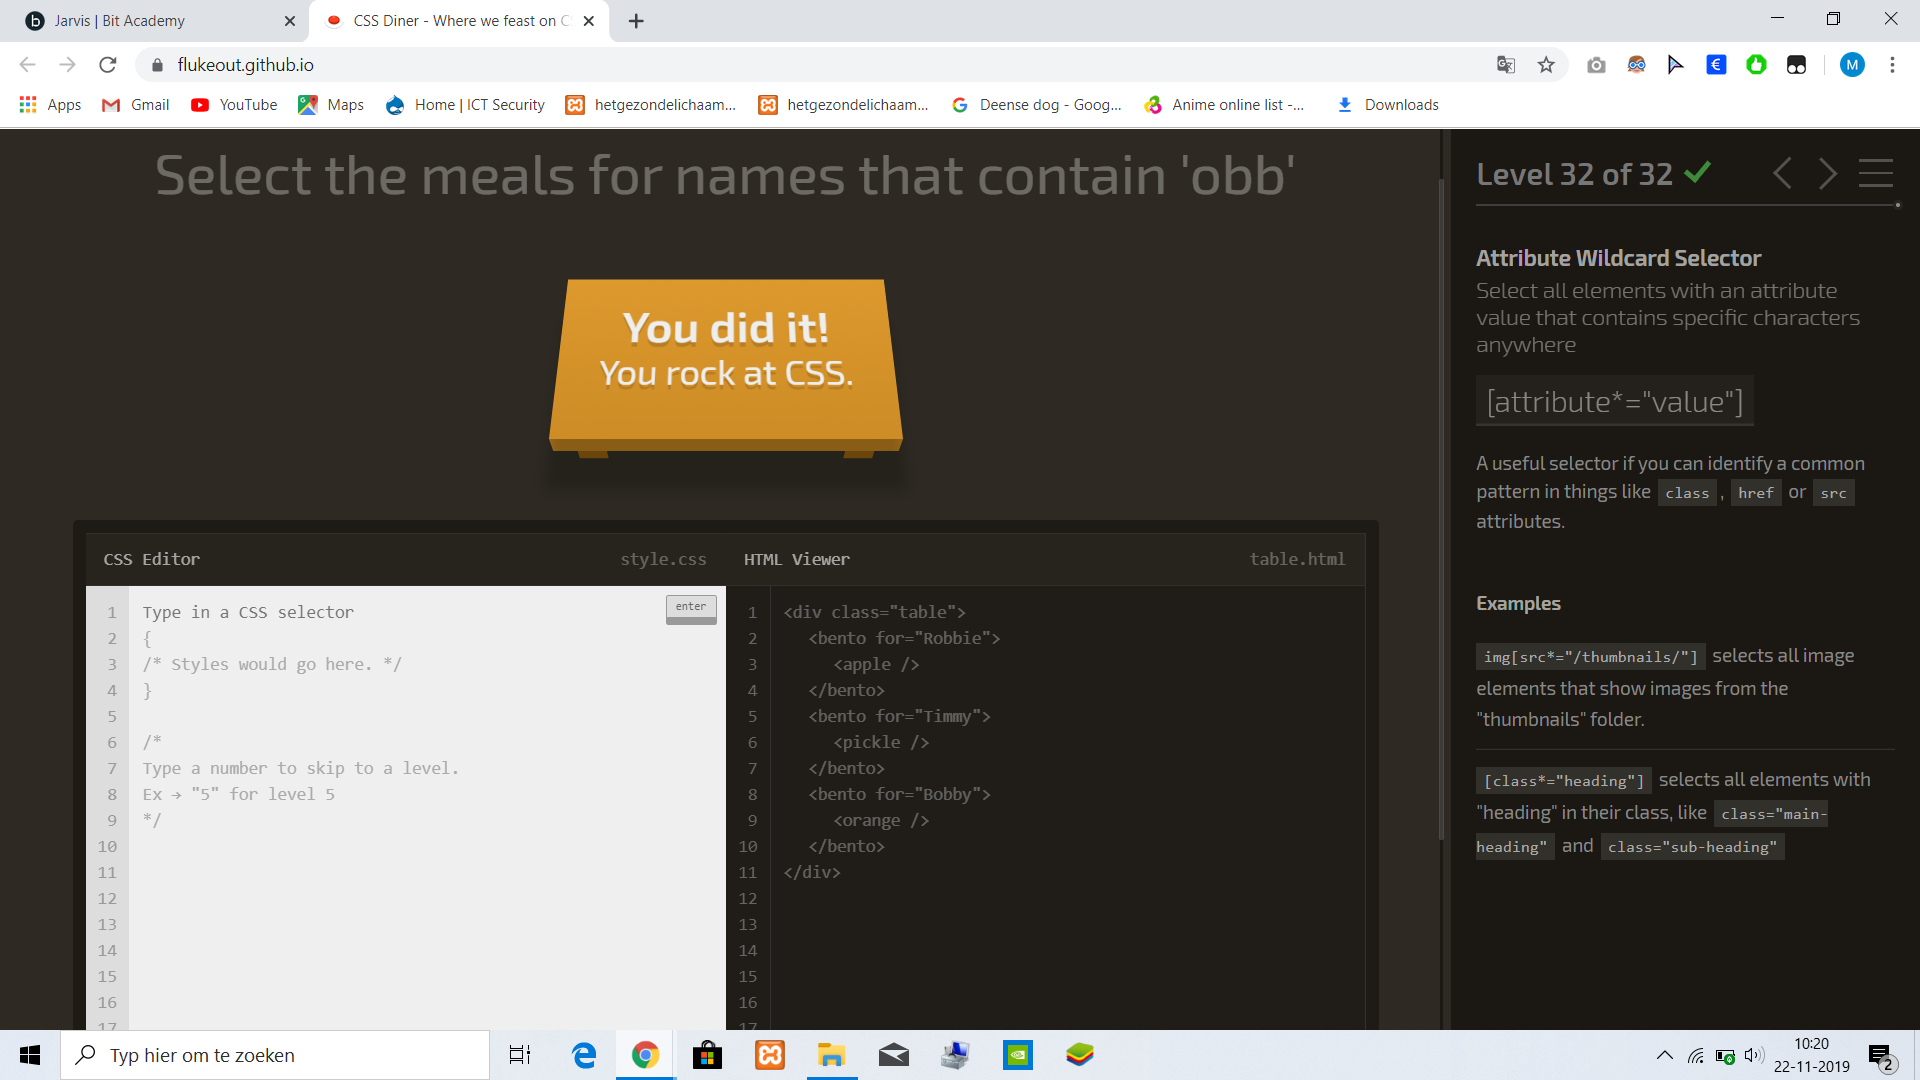 Jarvis | Bit Academy
CSS Diner - Where we feast on C
flukeout.github.io
M
Apps
Gmail
YouTube
Maps
Home | ICT Security
hetgezondelichaam...
hetgezondelichaam...
Deense dog - Goog...
Anime online list -...
Downloads
Select the meals for names that contain 'obb'
You did it!
You rock at CSS.
CSS Editor
style.css
HTML Viewer
table.html
enter
1 Type in a CSS selector
2 {
3 /* Styles would go here. */
4 }
5
6 /*
7 Type a number to skip to a level.
8 Ex → "5" for level 5
9 */
10
11
12
13
14
15
16
17
1 <div class="table">
2 <bento for="Robbie">
3 <apple />
4 </bento>
5 <bento for="Timmy">
6 <pickle />
7 </bento>
8 <bento for="Bobby">
9 <orange />
10 </bento>
11 </div>
12
13
14
15
16
17
Level 32 of 32
Attribute Wildcard Selector
Select all elements with an attribute
value that contains specific characters
anywhere
[attribute*="value"]
A useful selector if you can identify a common
pattern in things like class, href or src
attributes.
Examples
img[src*="/thumbnails/"] selects all image
elements that show images from the
"thumbnails" folder.
[class*="heading"] selects all elements with
"heading" in their class, like class="main-
heading" and class="sub-heading"
Typ hier om te zoeken
10:20
22-11-2019
2